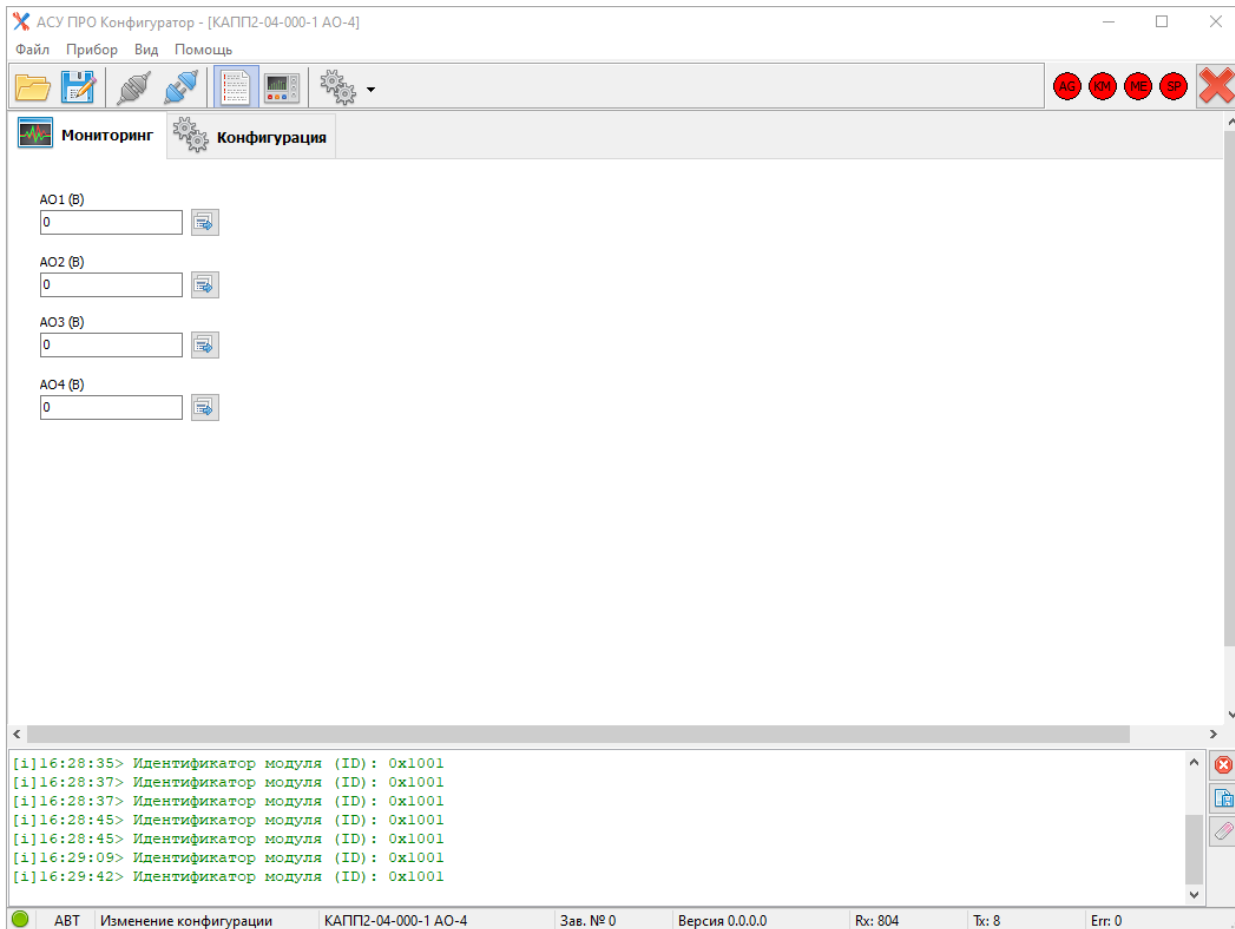 АСУ ПРО Конфигуратор - [КАПП2-04-000-1 АО-4]
Файл Прибор Вид Помощь
AG KM ME SP
Мониторинг Конфигурация
АО1 (В)
0
АО2 (В)
0
АО3 (В)
0
АО4 (В)
0
[i]16:28:35> Идентификатор модуля (ID): 0x1001
[i]16:28:37> Идентификатор модуля (ID): 0x1001
[i]16:28:37> Идентификатор модуля (ID): 0x1001
[i]16:28:45> Идентификатор модуля (ID): 0x1001
[i]16:28:45> Идентификатор модуля (ID): 0x1001
[i]16:29:09> Идентификатор модуля (ID): 0x1001
[i]16:29:42> Идентификатор модуля (ID): 0x1001
АВТ Изменение конфигурации КАПП2-04-000-1 АО-4 Зав. № 0 Версия 0.0.0.0 Rx: 804 Tx: 8 Err: 0